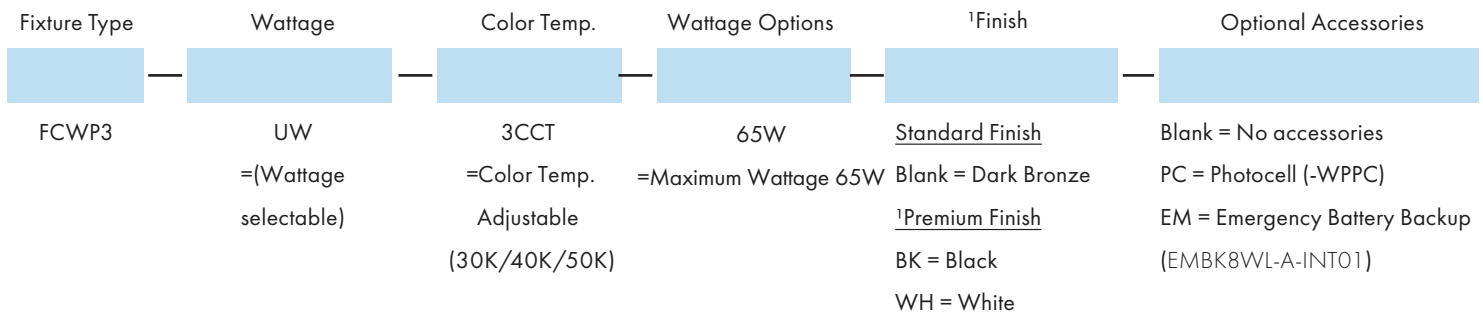 Fixture Type
Wattage
Color Temp.
Wattage Options
¹Finish
Optional Accessories
FCWP3
UW
=(Wattage
selectable)
3CCT
=Color Temp.
Adjustable
(30K/40K/50K)
65W
=Maximum Wattage 65W
Standard Finish
Blank = Dark Bronze
¹Premium Finish
BK = Black
WH = White
Blank = No accessories
PC = Photocell (-WPPC)
EM = Emergency Battery Backup
(EMBK8WL-A-INT01)